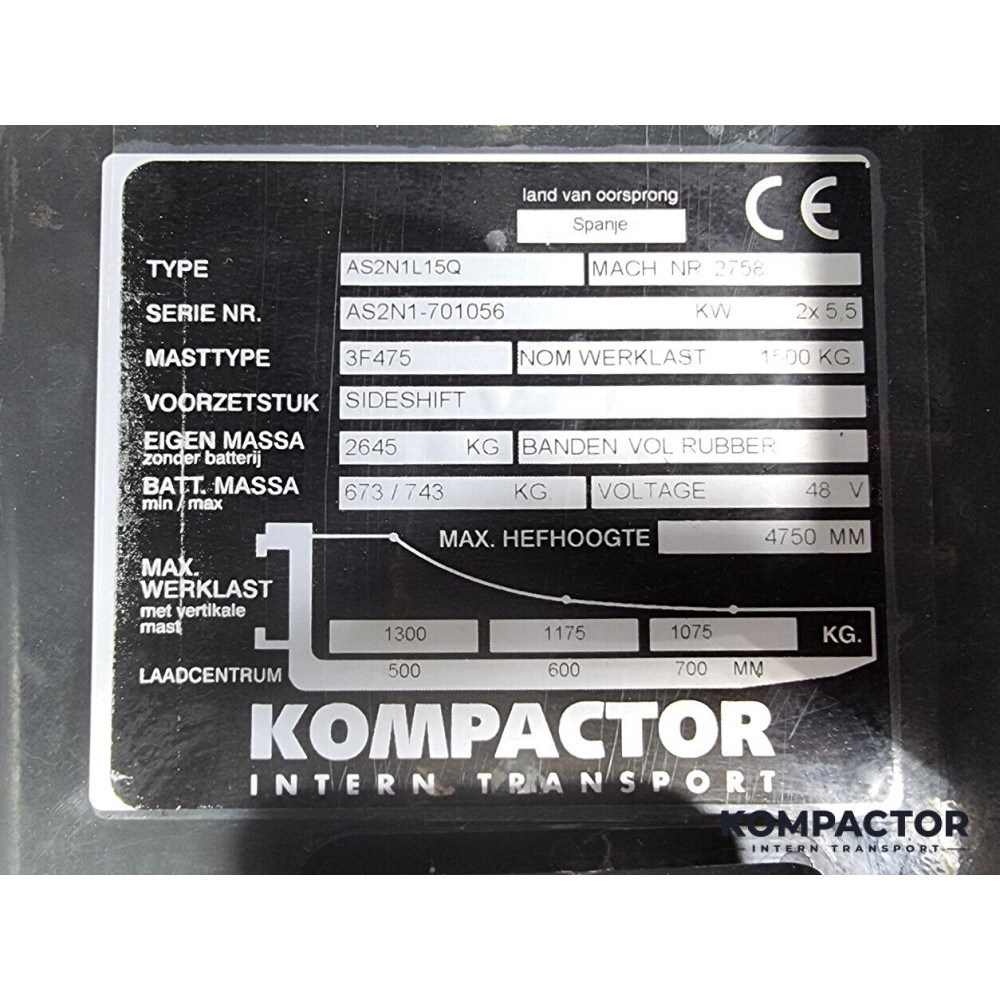 land van oorsprong
Spanje
CE
TYPE AS2N1L15Q MACH NR 2758
SERIE NR. AS2N1-701056 KW 2x 5,5
MASTTYPE 3F475 NOM WERKLAST 1500 KG
VOORZETSTUK SIDESHIFT
EIGEN MASSA 2645 KG BANDEN VOL RUBBER
zonder batterij
BATT. MASSA 673 / 743 KG. VOLTAGE 48 V
min / max
MAX. HEFHOOGTE 4750 MM
MAX.
WERKLAST
met vertikale
mast
1300 1175 1075 KG.
LAADCENTRUM 500 600 700 MM
KOMPACTOR
INTERN TRANSPORT
KOMPACTOR
INTERN TRANSPORT